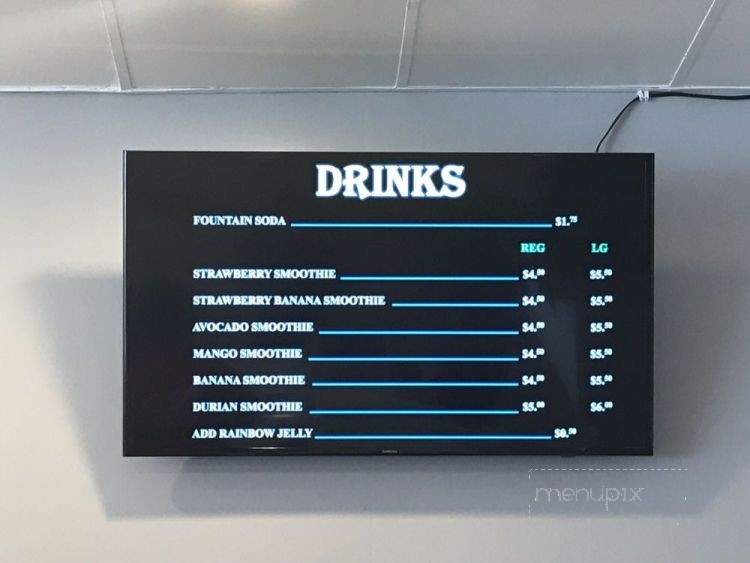 DRINKS
FOUNTAIN SODA $1.75
REG LG
STRAWBERRY SMOOTHIE $4.50 $5.50
STRAWBERRY BANANA SMOOTHIE $4.50 $5.50
AVOCADO SMOOTHIE $4.50 $5.50
MANGO SMOOTHIE $4.50 $5.50
BANANA SMOOTHIE $4.50 $5.50
DURIAN SMOOTHIE $5.00 $6.00
ADD RAINBOW JELLY $0.50
SAMSUNG
menupix